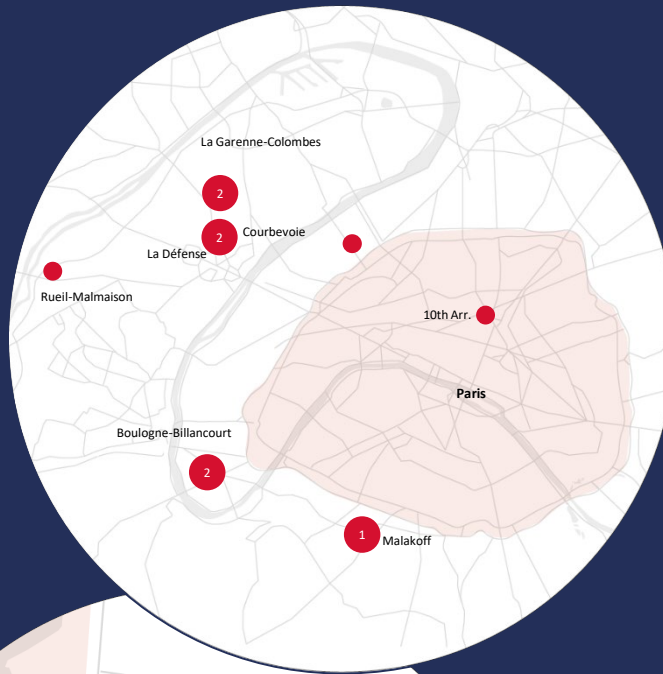 La Garenne-Colombes
2
2
Courbevoie
La Défense
Rueil-Malmaison
10th Arr.
Paris
Boulogne-Billancourt
2
1
Malakoff